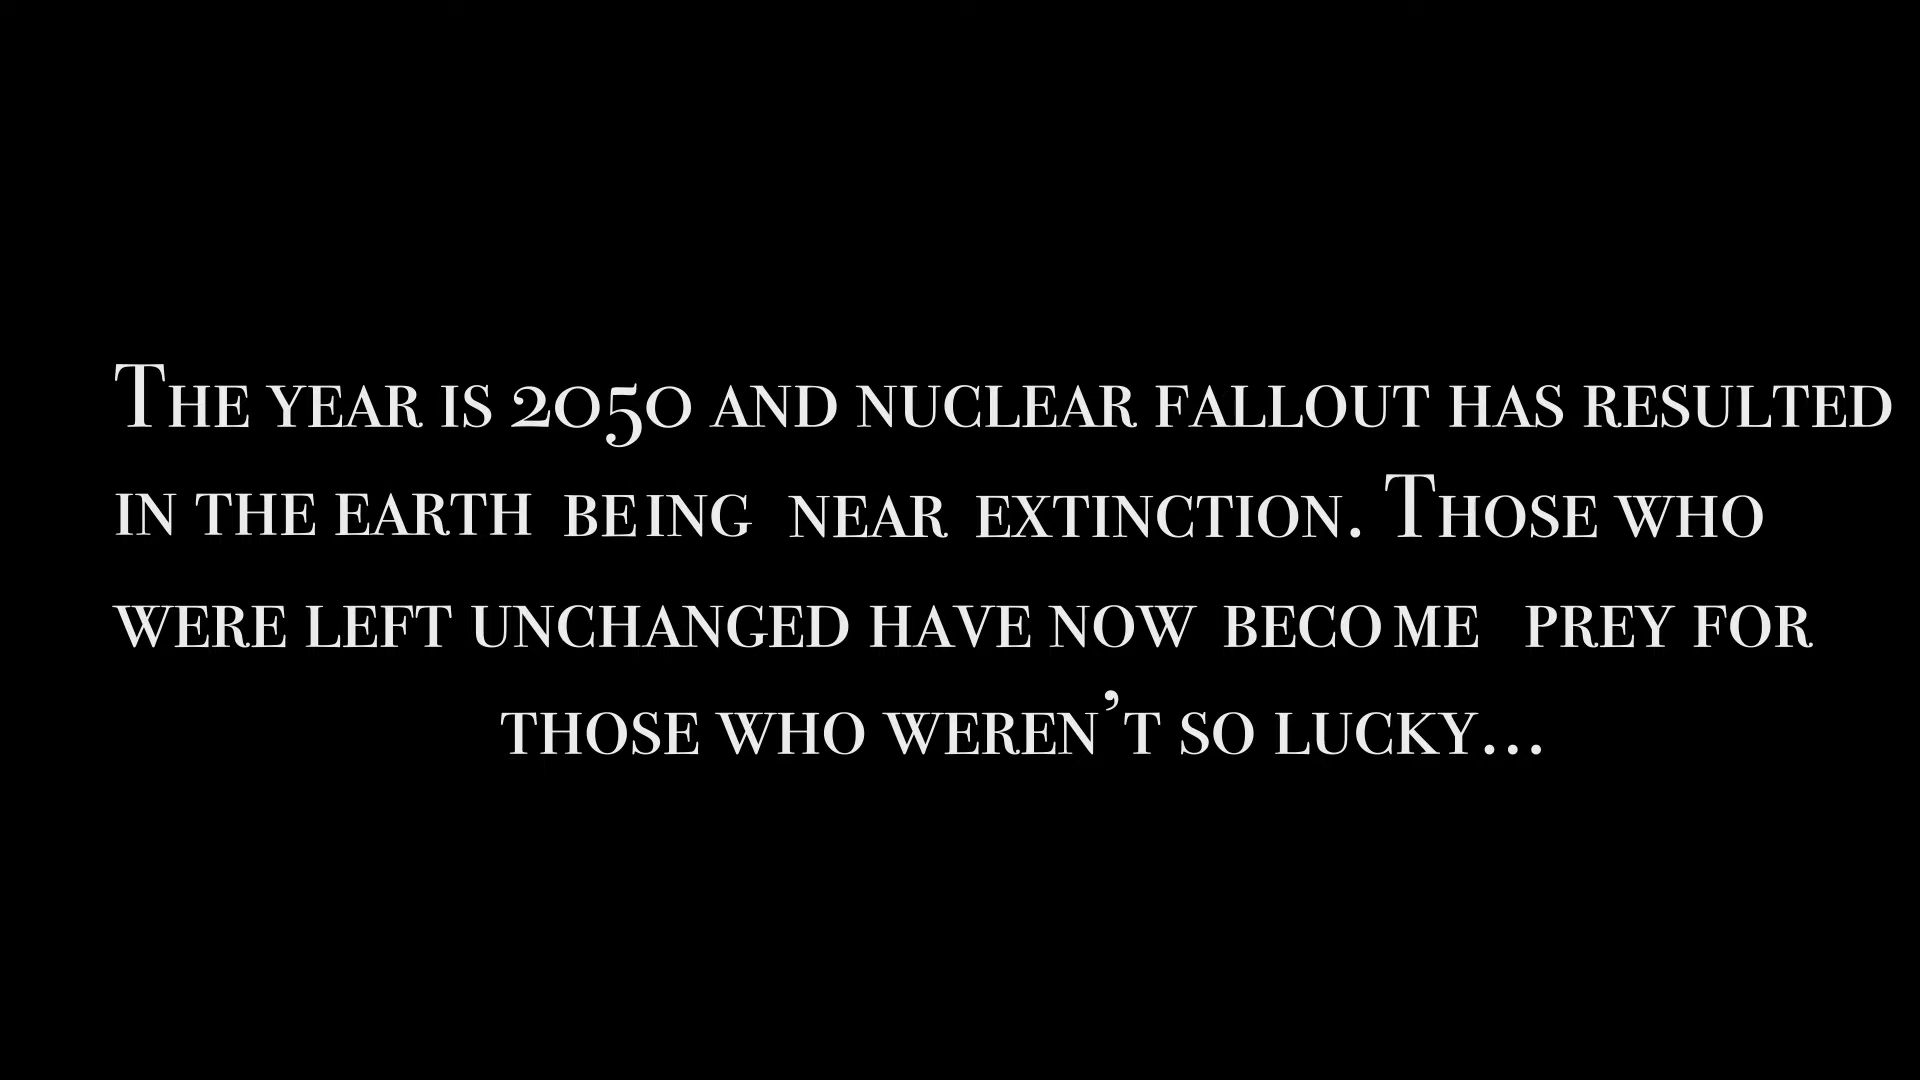 The year is 2050 and nuclear fallout has resulted
in the earth being near extinction. Those who
were left unchanged have now become prey for
those who weren't so lucky...